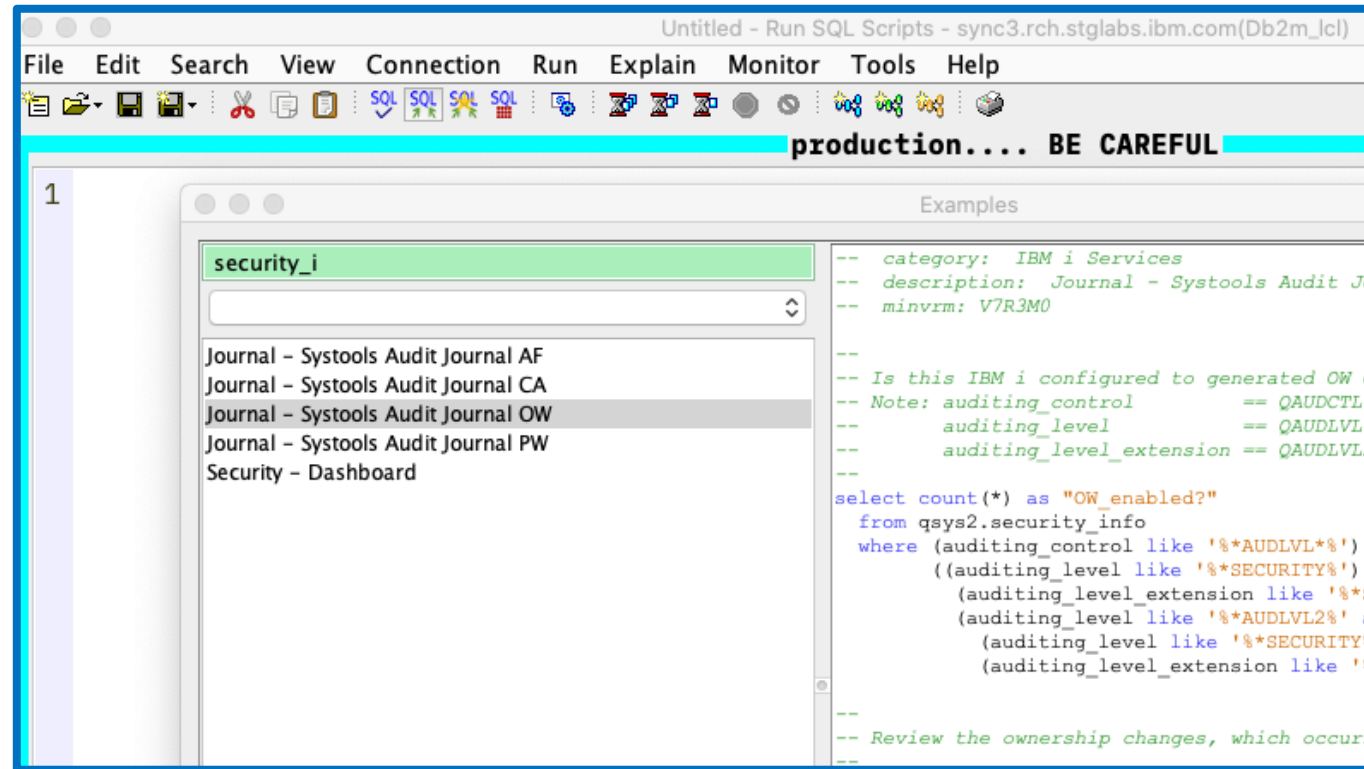 Untitled - Run SQL Scripts - sync3.rch.stglabs.ibm.com(Db2m_lcl)
File Edit Search View Connection Run Explain Monitor Tools Help
SQL SQL SQL SQL
production.... BE CAREFUL
1
Examples
security_i
Journal - Systools Audit Journal AF
Journal - Systools Audit Journal CA
Journal - Systools Audit Journal OW
Journal - Systools Audit Journal PW
Security - Dashboard
-- category: IBM i Services
-- description: Journal - Systools Audit
-- minvrm: V7R3M0
--
-- Is this IBM i configured to generated OW
-- Note: auditing_control == QAUDCTL
-- auditing_level == QAUDLVL
-- auditing_level_extension == QAUDLVL
--
select count(*) as "OW_enabled?"
from qsys2.security_info
where (auditing_control like '%*AUDLVL*%')
((auditing_level like '%*SECURITY%')
(auditing_level_extension like '%*
(auditing_level like '%*AUDLVL2%'
(auditing_level like '%*SECURITY
(auditing_level_extension like '
--
-- Review the ownership changes, which occur
--